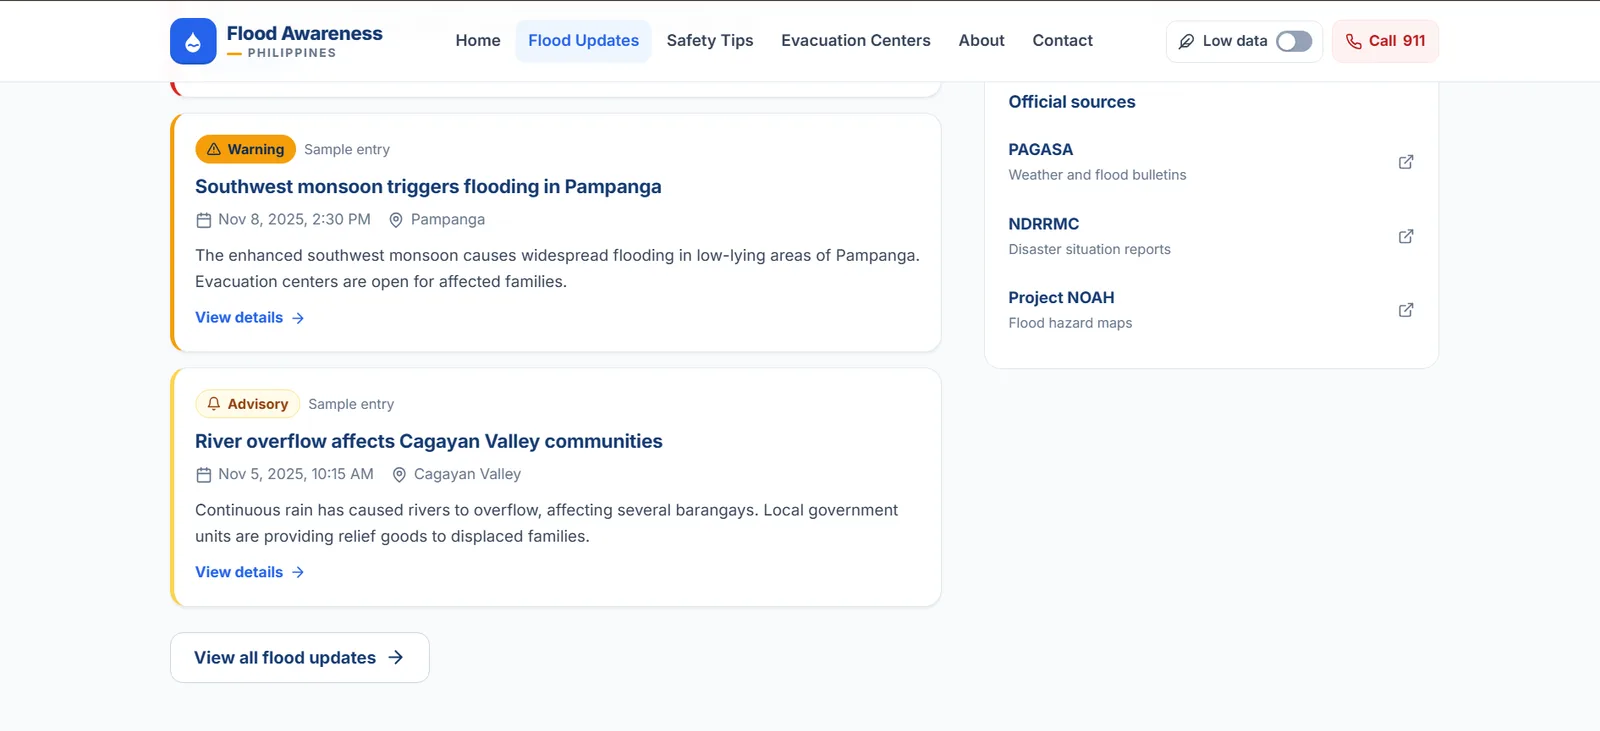 Flood Awareness
PHILIPPINES
Home
Flood Updates
Safety Tips
Evacuation Centers
About
Contact
Low data
Call 911
Warning
Sample entry
Southwest monsoon triggers flooding in Pampanga
Nov 8, 2025, 2:30 PM
Pampanga
The enhanced southwest monsoon causes widespread flooding in low-lying areas of Pampanga.
Evacuation centers are open for affected families.
View details
Advisory
Sample entry
River overflow affects Cagayan Valley communities
Nov 5, 2025, 10:15 AM
Cagayan Valley
Continuous rain has caused rivers to overflow, affecting several barangays. Local government
units are providing relief goods to displaced families.
View details
View all flood updates
Official sources
PAGASA
Weather and flood bulletins
NDRRMC
Disaster situation reports
Project NOAH
Flood hazard maps